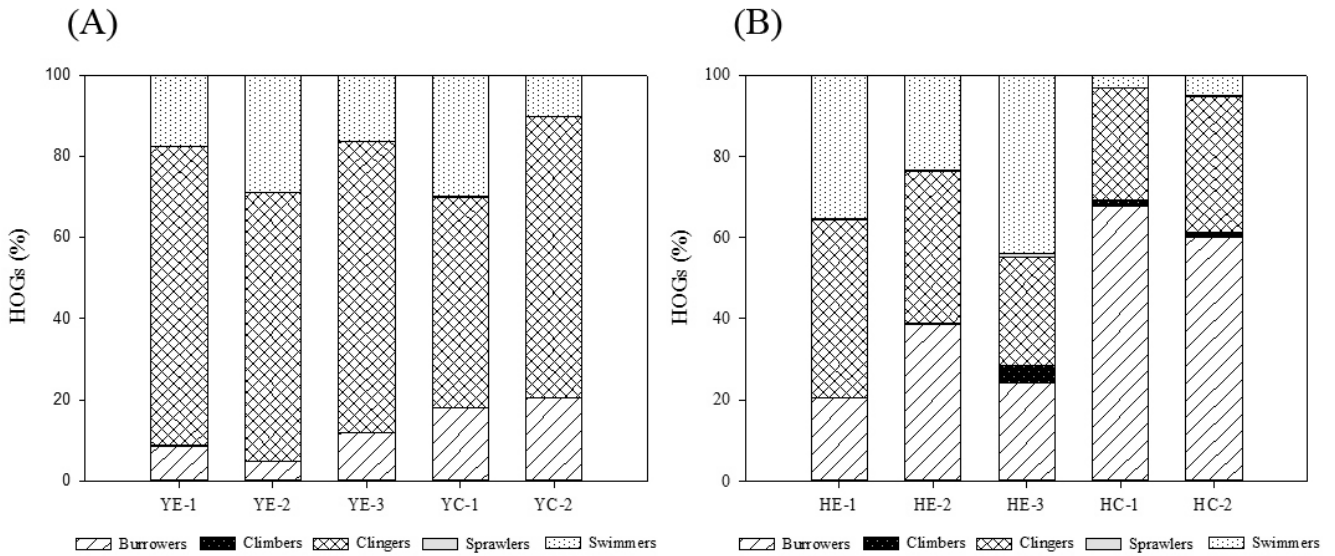 (A)
HOGs (%)
100
80
60
40
20
0
YE-1 YE-2 YE-3 YC-1 YC-2
Burrowers Climbers Clingers Sprawlers Swimmers
(B)
HOGs (%)
100
80
60
40
20
0
HE-1 HE-2 HE-3 HC-1 HC-2
Burrowers Climbers Clingers Sprawlers Swimmers